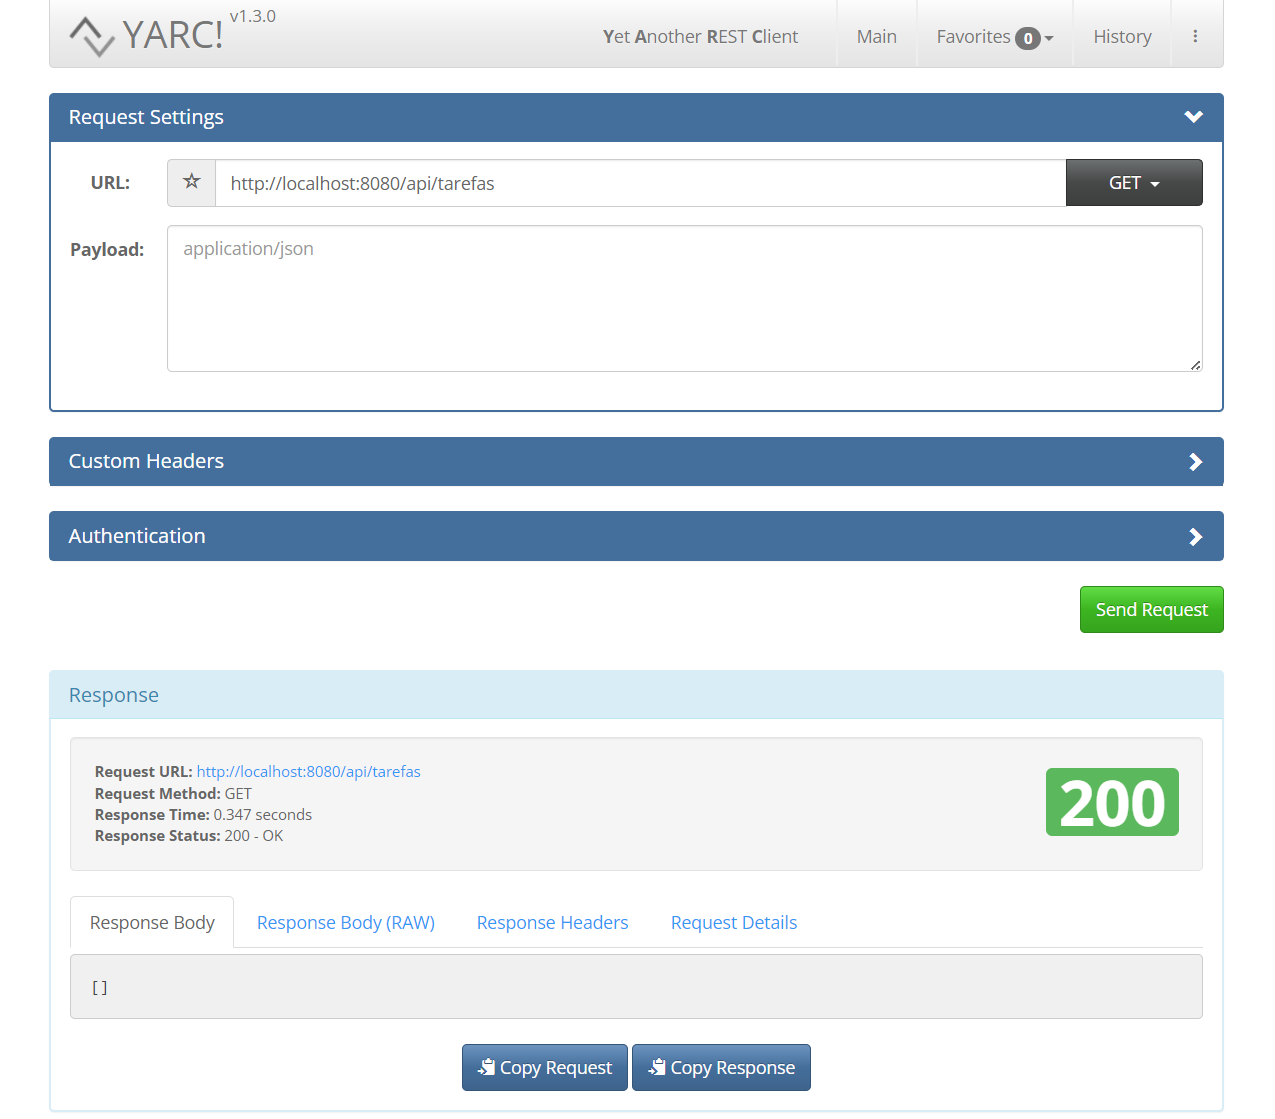 YARC! v1.3.0
Yet Another REST Client
Main
Favorites 0
History
Request Settings
URL:
http://localhost:8080/api/tarefas
GET
Payload:
application/json
Custom Headers
Authentication
Send Request
Response
Request URL: http://localhost:8080/api/tarefas
Request Method: GET
Response Time: 0.347 seconds
Response Status: 200 - OK
200
Response Body
Response Body (RAW)
Response Headers
Request Details
[]
Copy Request
Copy Response